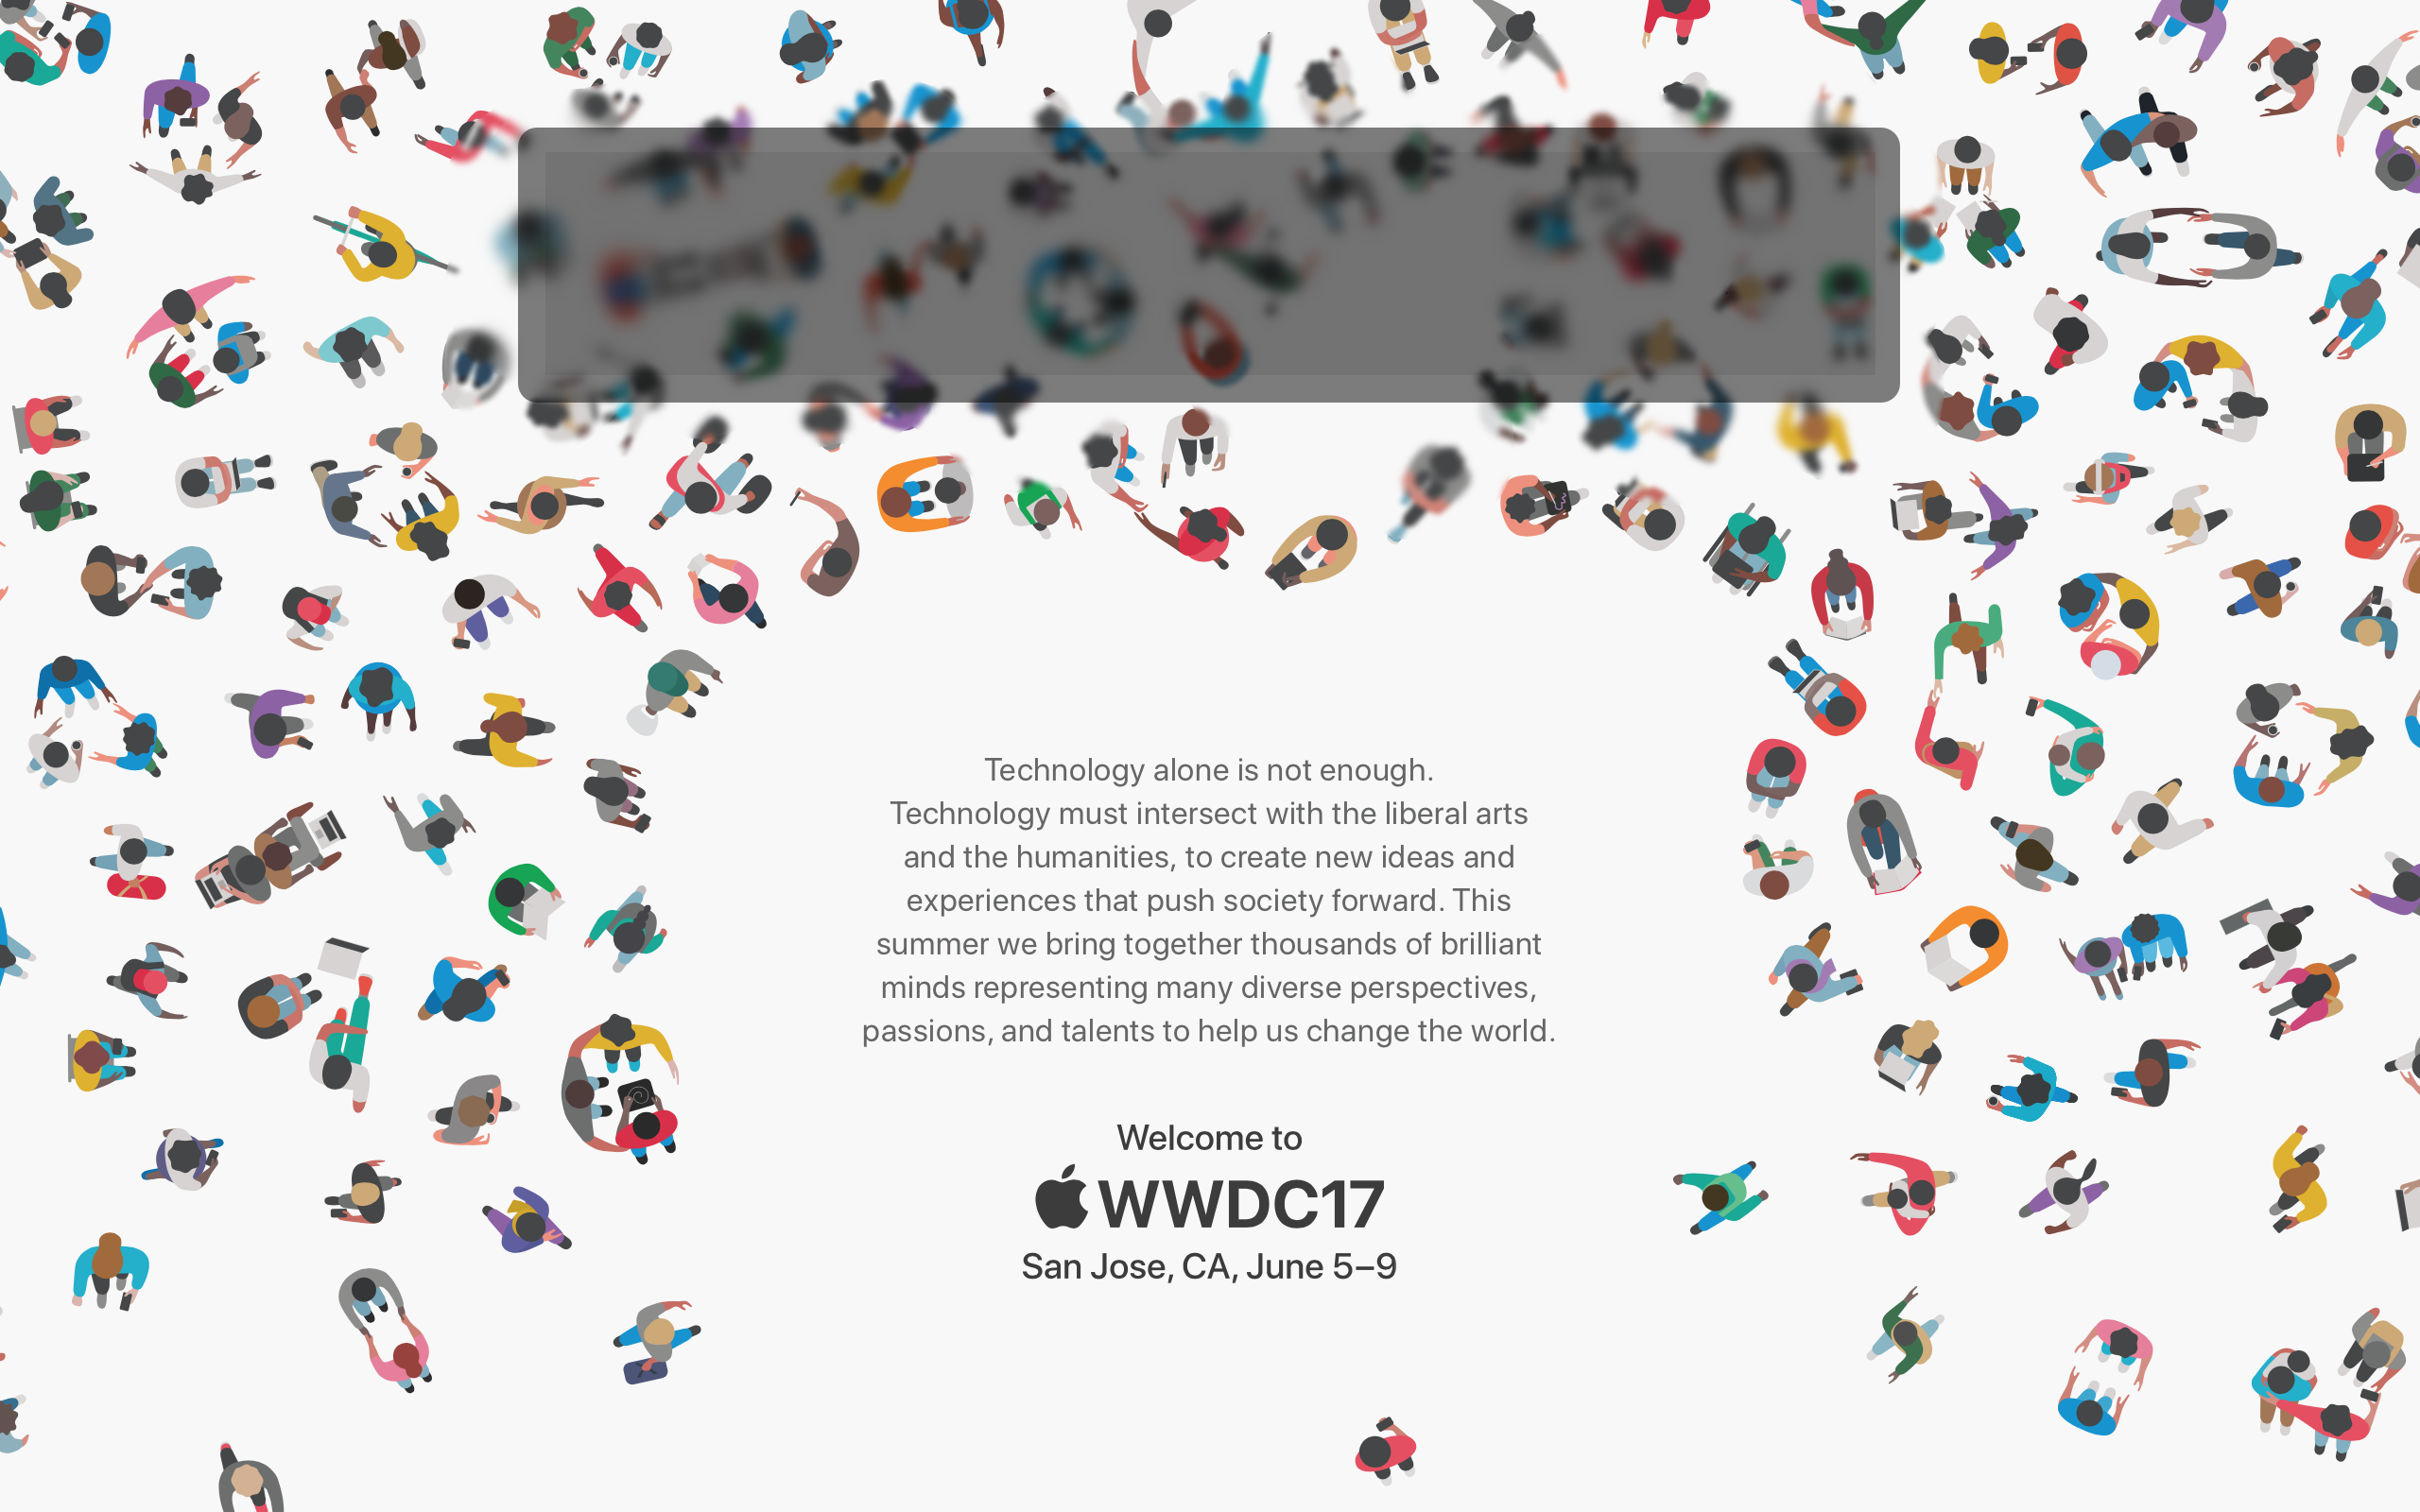 Technology alone is not enough.
Technology must intersect with the liberal arts
and the humanities, to create new ideas and
experiences that push society forward. This
summer we bring together thousands of brilliant
minds representing many diverse perspectives,
passions, and talents to help us change the world.
Welcome to
WWDC17
San Jose, CA, June 5–9